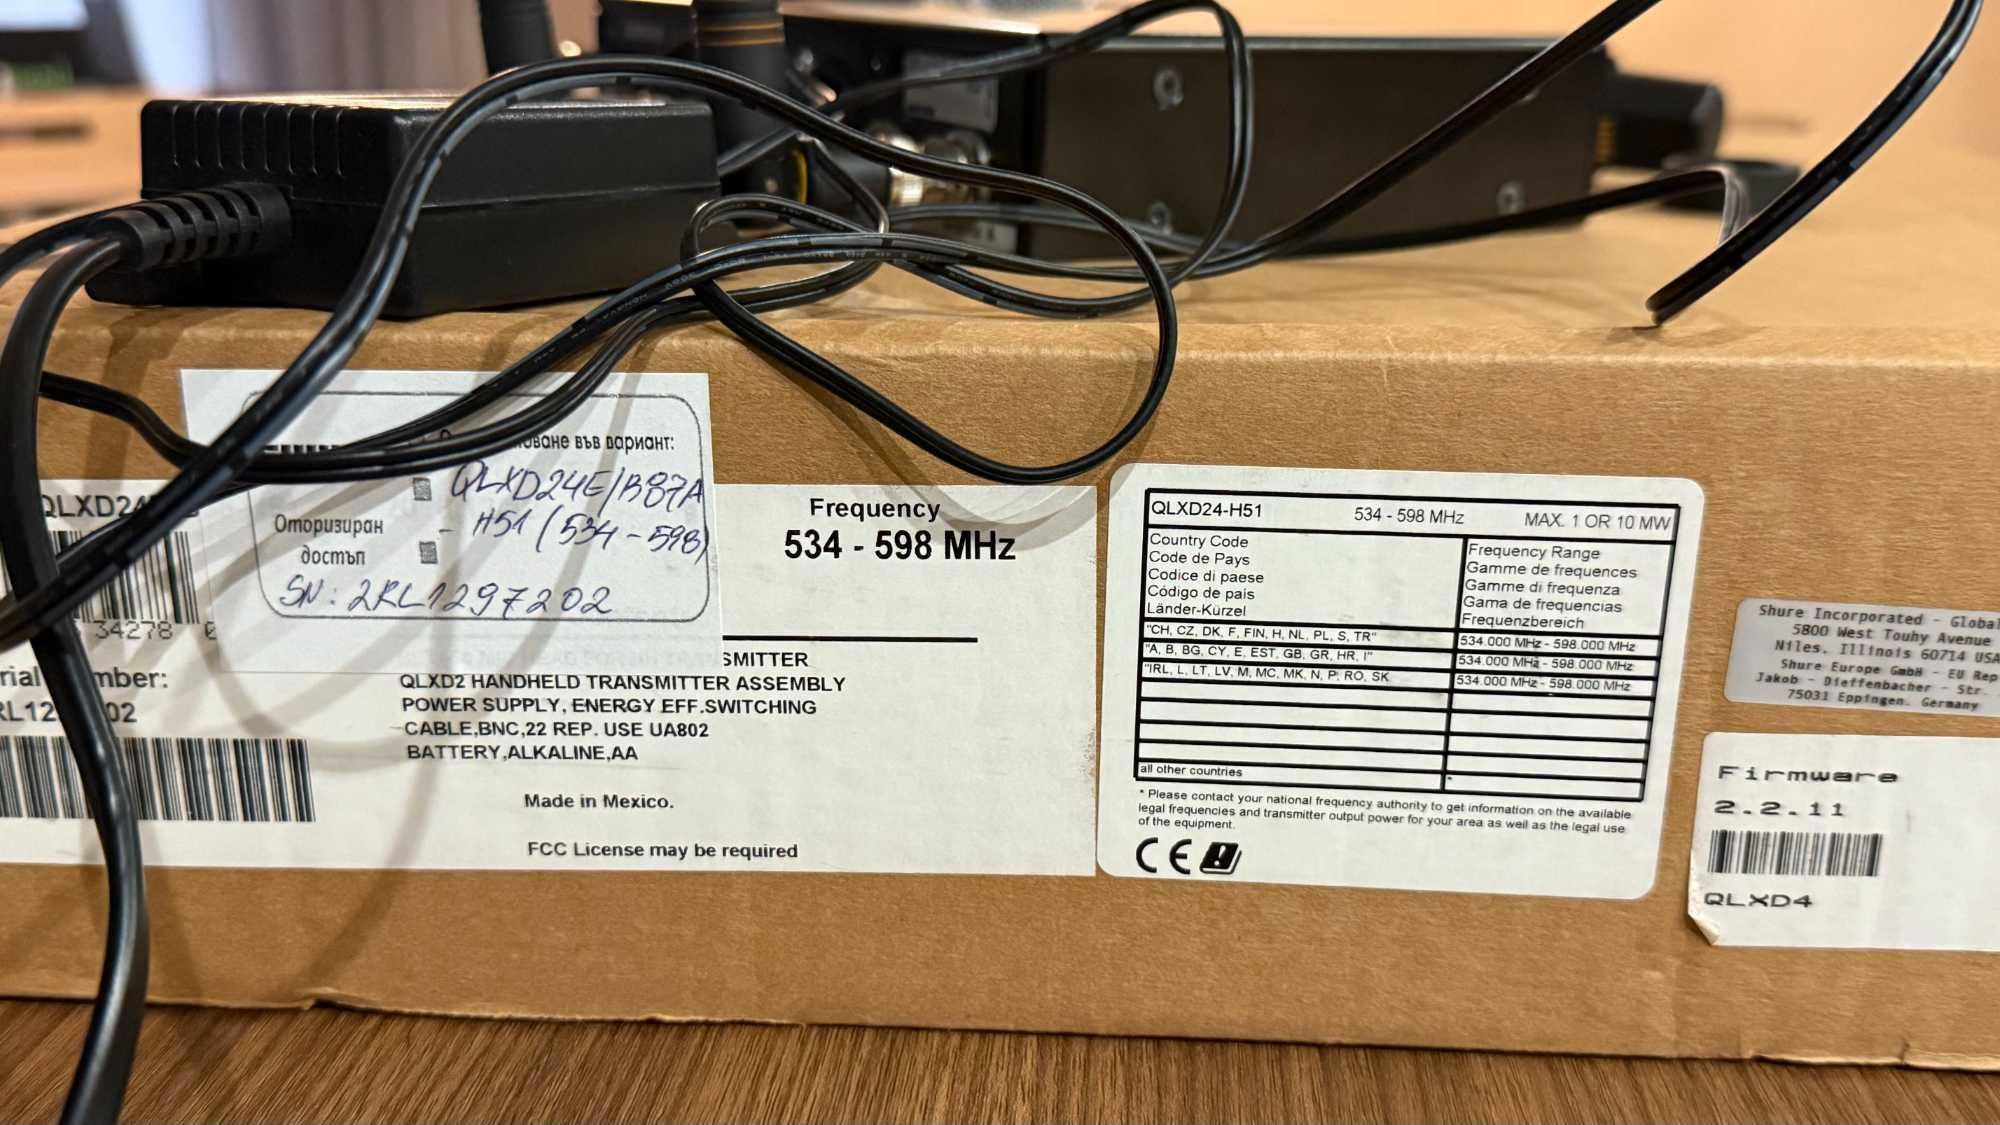 ване във вариант:
QLXD24E/B87A
- H51 (534 - 598)
Оторизиран
достъп
SN: 2RL1297202
QLXD24
34278 0
Frequency
534 - 598 MHz
QLXD2 HANDHELD TRANSMITTER ASSEMBLY
POWER SUPPLY, ENERGY EFF.SWITCHING
CABLE,BNC,22 REP. USE UA802
BATTERY,ALKALINE,AA
Made in Mexico.
FCC License may be required
QLXD24-H51 534 - 598 MHz MAX. 1 OR 10 MW
Country Code
Code de Pays
Codice di paese
Código de país
Länder-Kürzel
Frequency Range
Gamme de frequences
Gamme di frequenza
Gama de frequencias
Frequenzbereich
"CH, CZ, DK, F, FIN, H, NL, PL, S, TR" 534.000 MHz - 598.000 MHz
"A, B, BG, CY, E, EST, GB, GR, HR, I" 534.000 MHz - 598.000 MHz
"IRL, L, LT, LV, M, MC, MK, N, P, RO, SK 534.000 MHz - 598.000 MHz
all other countries *
* Please contact your national frequency authority to get information on the available
legal frequencies and transmitter output power for your area as well as the legal use
of the equipment.
CE
Shure Incorporated - Global
5800 West Touhy Avenue
Niles, Illinois 60714 USA
Shure Europe GmbH - EU Rep
Jakob - Dieffenbacher - Str.
75031 Eppingen, Germany
Firmware
2.2.11
QLXD4